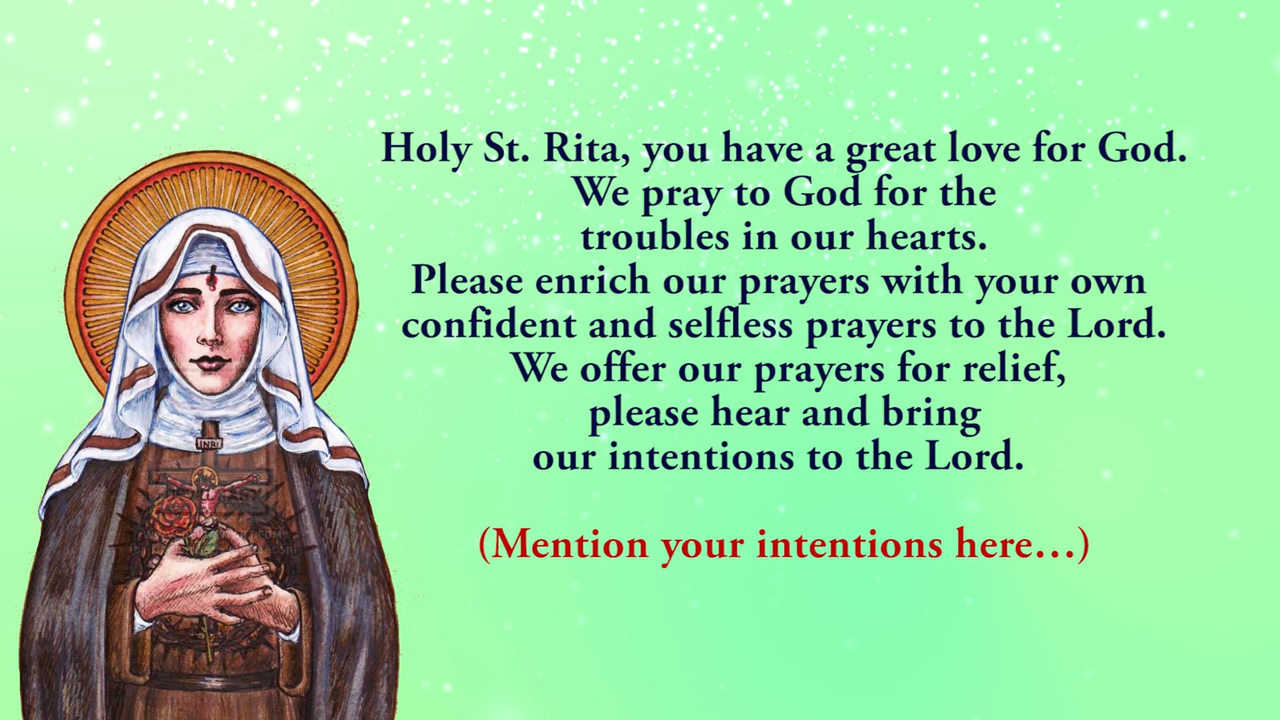 Holy St. Rita, you have a great love for God.
We pray to God for the
troubles in our hearts.
Please enrich our prayers with your own
confident and selfless prayers to the Lord.
We offer our prayers for relief,
please hear and bring
our intentions to the Lord.
(Mention your intentions here...)
INRI